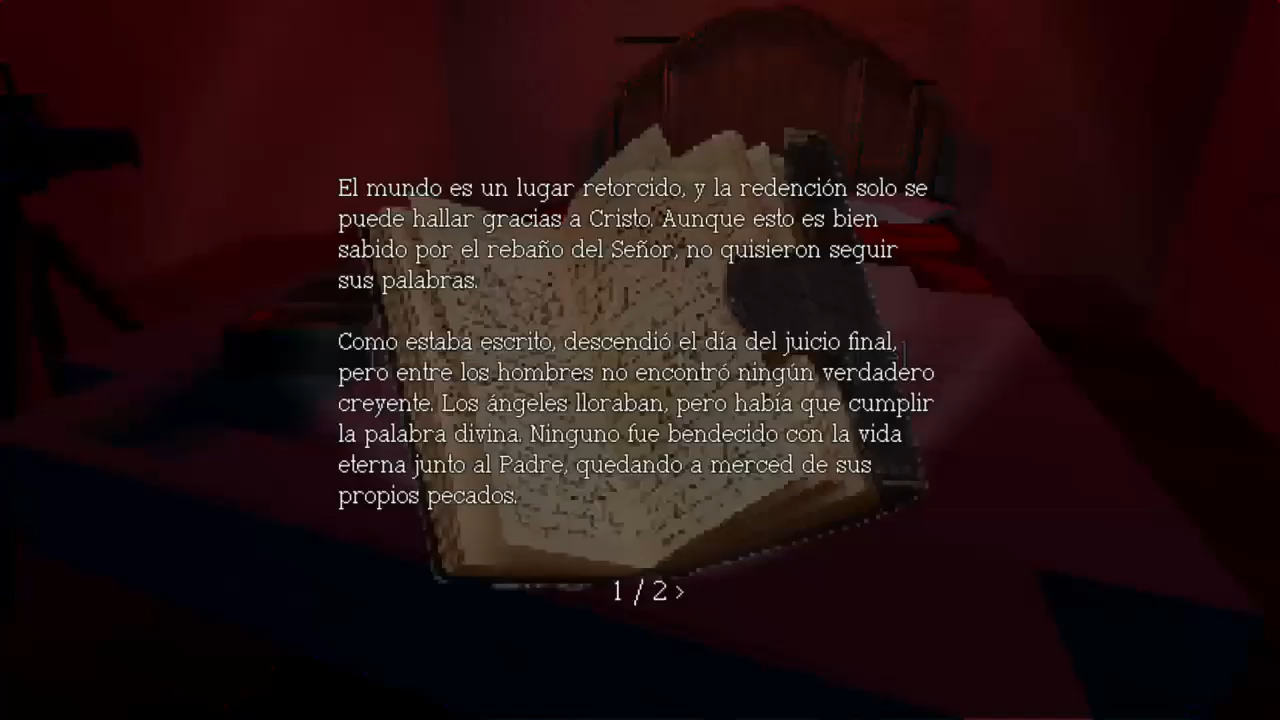 El mundo es un lugar retorcido, y la redención solo se
puede hallar gracias a Cristo. Aunque esto es bien
sabido por el rebaño del Señor, no quisieron seguir
sus palabras.
Como estaba escrito, descendió el día del juicio final,
pero entre los hombres no encontró ningún verdadero
creyente. Los ángeles lloraban, pero había que cumplir
la palabra divina. Ninguno fue bendecido con la vida
eterna junto al Padre, quedando a merced de sus
propios pecados.
1 / 2 >